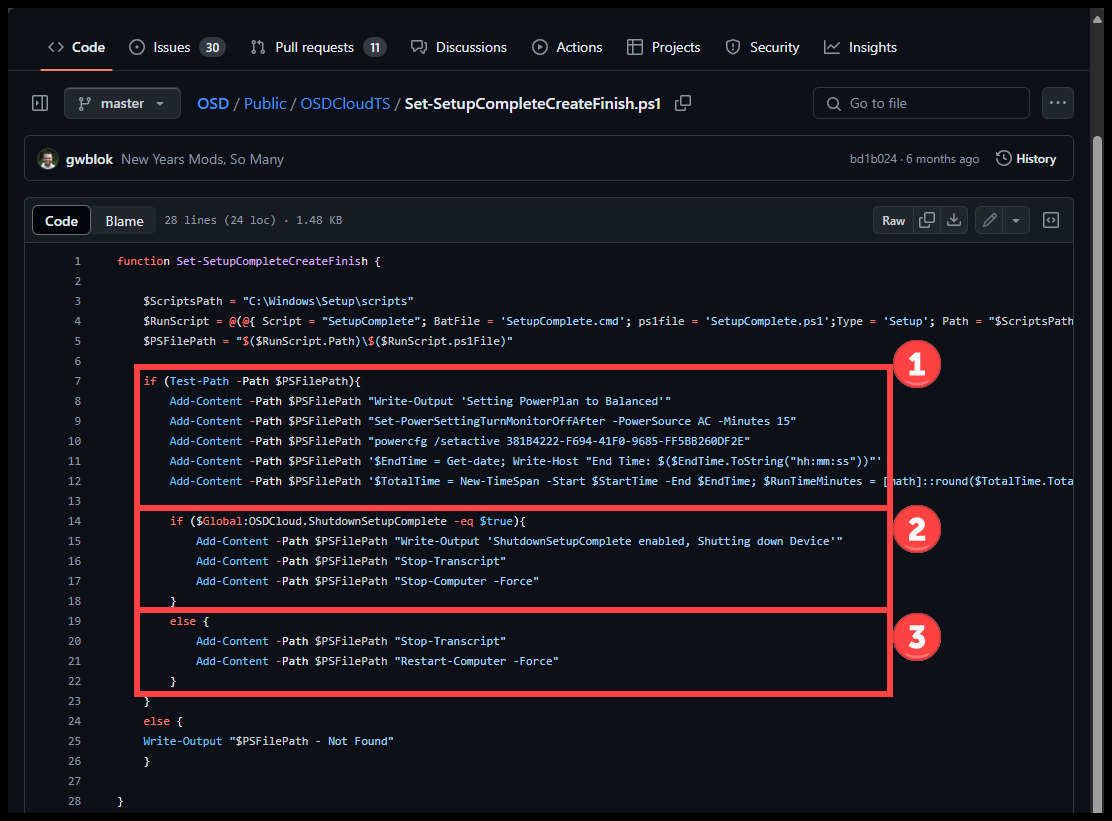 Code Issues 30 Pull requests 11 Discussions Actions Projects Security Insights
master OSD / Public / OSDCloudTS / Set-SetupCompleteCreateFinish.ps1 Go to file
gwblok New Years Mods, So Many bd1b024 · 6 months ago History
Code Blame 28 lines (24 loc) · 1.48 KB Raw
1 function Set-SetupCompleteCreateFinish {
2
3 $ScriptsPath = "C:\Windows\Setup\scripts"
4 $RunScript = @(@{ Script = "SetupComplete"; BatFile = 'SetupComplete.cmd'; ps1file = 'SetupComplete.ps1';Type = 'Setup'; Path = "$ScriptsPath
5 $PSFilePath = "$($RunScript.Path)\$($RunScript.ps1File)"
6
7 if (Test-Path -Path $PSFilePath){
8 Add-Content -Path $PSFilePath "Write-Output 'Setting PowerPlan to Balanced'"
9 Add-Content -Path $PSFilePath "Set-PowerSettingTurnMonitorOffAfter -PowerSource AC -Minutes 15"
10 Add-Content -Path $PSFilePath "powercfg /setactive 381B4222-F694-41F0-9685-FF5BB260DF2E"
11 Add-Content -Path $PSFilePath '$EndTime = Get-date; Write-Host "End Time: $($EndTime.ToString("hh:mm:ss"))"'
12 Add-Content -Path $PSFilePath '$TotalTime = New-TimeSpan -Start $StartTime -End $EndTime; $RunTimeMinutes = [math]::round($TotalTime.Tota
13
14 if ($Global:OSDCloud.ShutdownSetupComplete -eq $true){
15 Add-Content -Path $PSFilePath "Write-Output 'ShutdownSetupComplete enabled, Shutting down Device'"
16 Add-Content -Path $PSFilePath "Stop-Transcript"
17 Add-Content -Path $PSFilePath "Stop-Computer -Force"
18 }
19 else {
20 Add-Content -Path $PSFilePath "Stop-Transcript"
21 Add-Content -Path $PSFilePath "Restart-Computer -Force"
22 }
23 }
24 else {
25 Write-Output "$PSFilePath - Not Found"
26 }
27
28 }
1
2
3